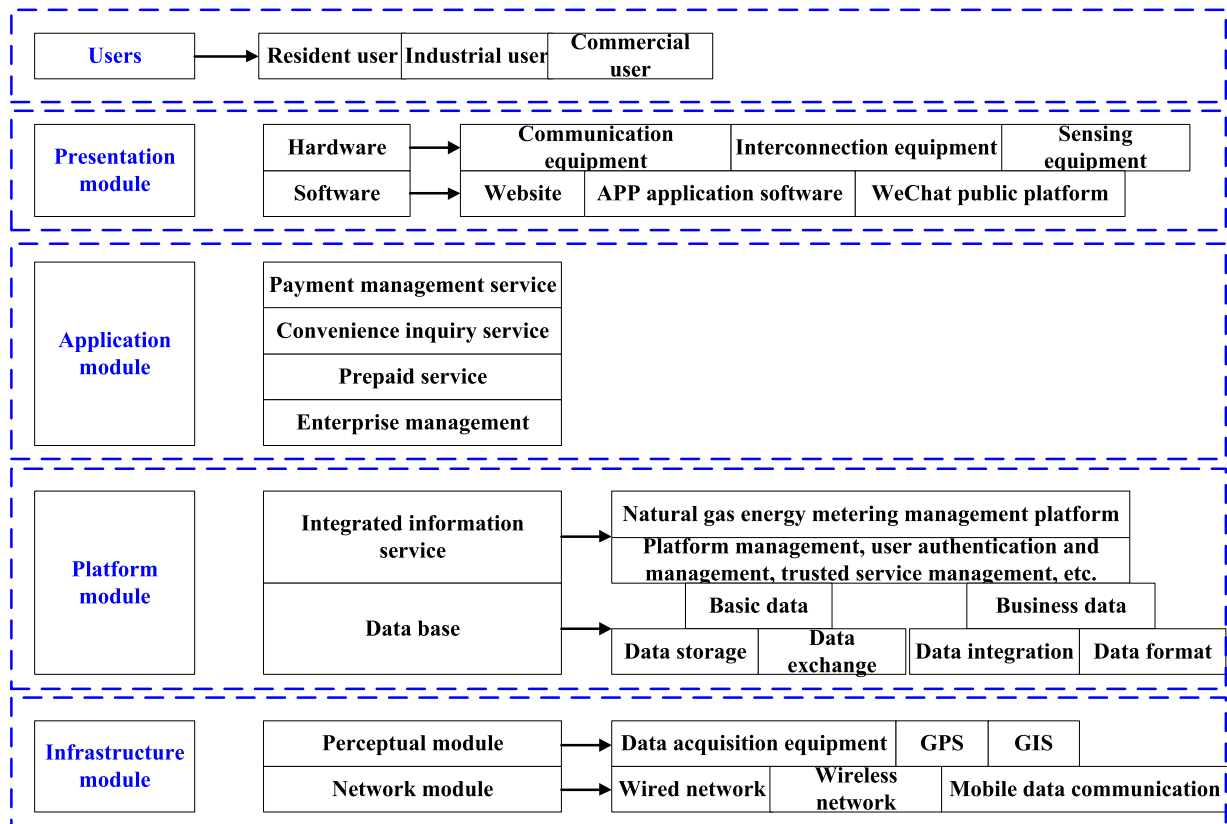 Users
Resident user
Industrial user
Commercial
user
Presentation
module
Hardware
Communication
equipment
Interconnection equipment
Sensing
equipment
Software
Website
APP application software
WeChat public platform
Application
module
Payment management service
Convenience inquiry service
Prepaid service
Enterprise management
Platform
module
Integrated information
service
Natural gas energy metering management platform
Platform management, user authentication and
management, trusted service management, etc.
Data base
Basic data
Business data
Data storage
Data
exchange
Data integration
Data format
Infrastructure
module
Perceptual module
Data acquisition equipment
GPS
GIS
Network module
Wired network
Wireless
network
Mobile data communication